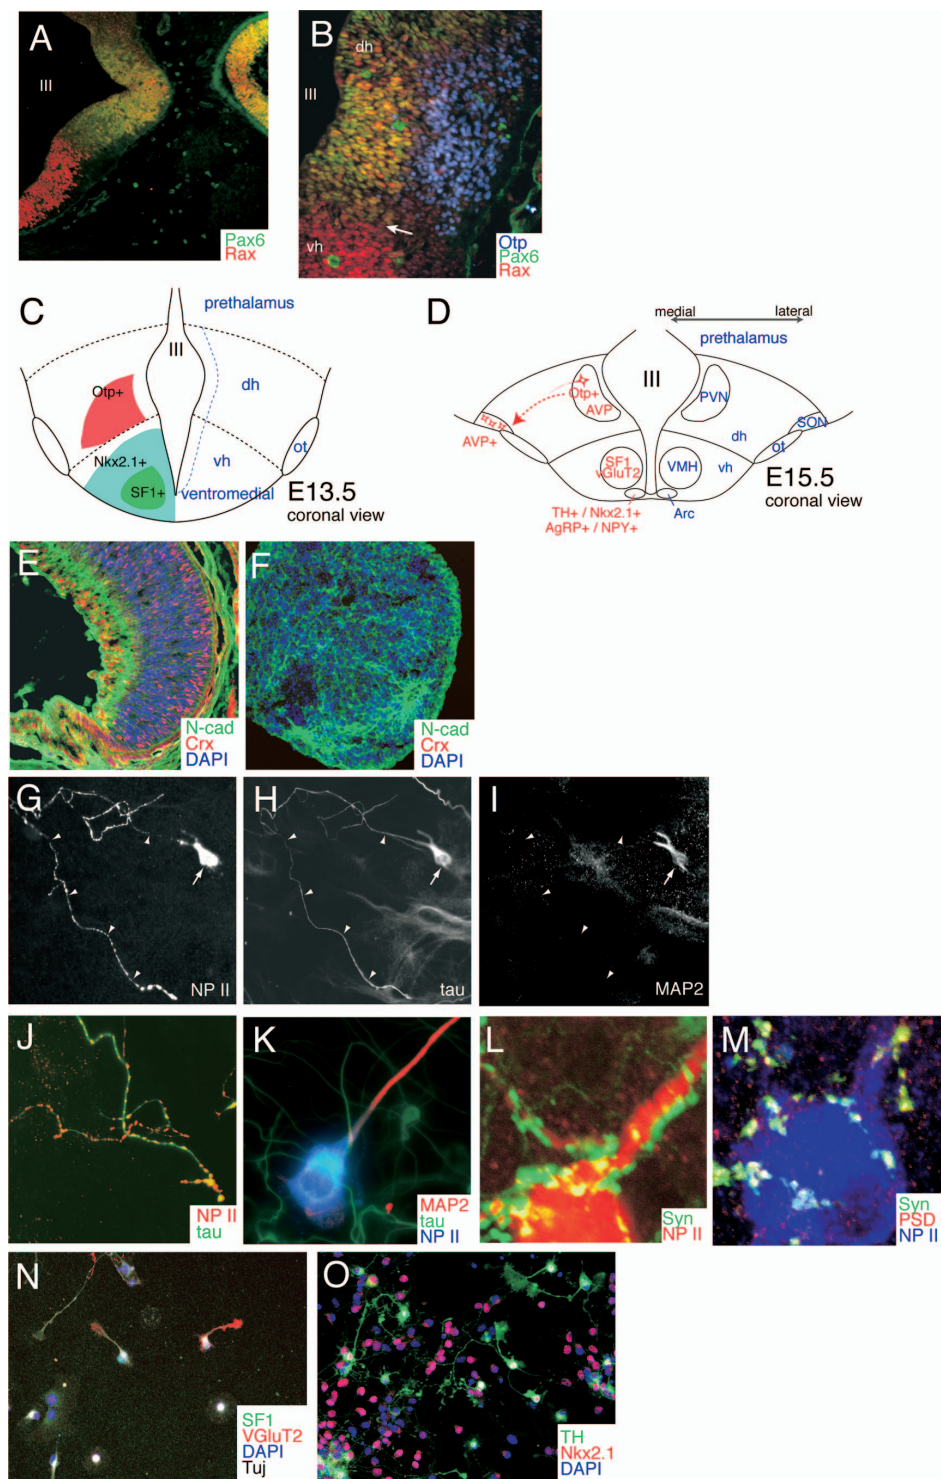 A
III
Pax6
Rax
B
dh
III
vh
Otp
Pax6
Rax
C
prethalamus
III
Otp+
dh
Nkx2.1+
vh
ot
SF1+
ventromedial
E13.5
coronal view
D
medial
lateral
prethalamus
III
Otp+
AVP
PVN
SON
AVP+
dh
ot
SF1
vGluT2
VMH
vh
E15.5
coronal view
TH+ / Nkx2.1+
AgRP+ / NPY+
Arc
E
N-cad
Crx
DAPI
F
N-cad
Crx
DAPI
G
NP II
H
tau
I
MAP2
J
NP II
tau
K
MAP2
tau
NP II
L
Syn
NP II
M
Syn
PSD
NP II
N
SF1
VGluT2
DAPI
Tuj
O
TH
Nkx2.1
DAPI